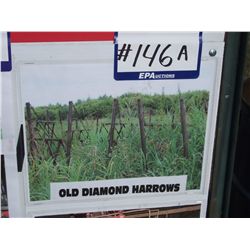 #146A
EPAUCTIONS
OLD DIAMOND HARROWS